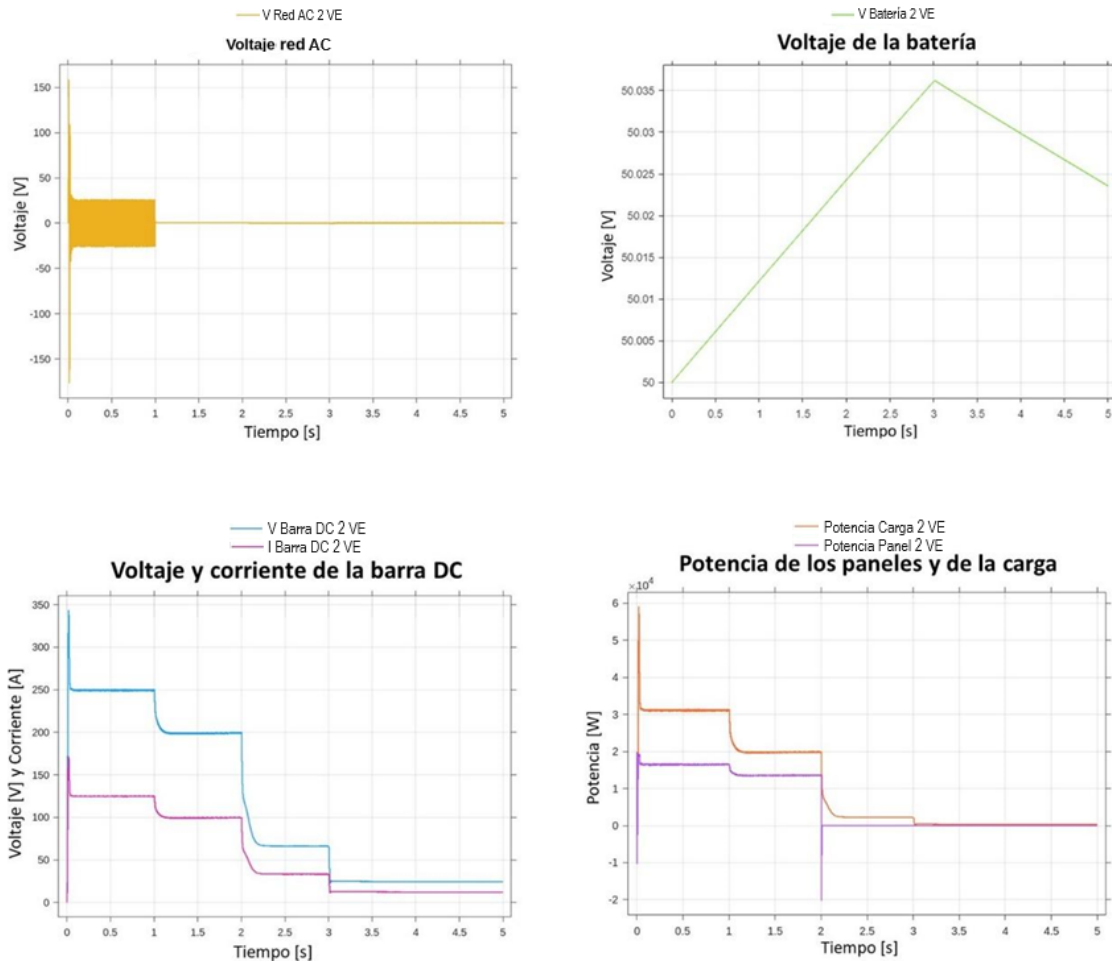 V Red AC 2 VE
Voltaje red AC
Voltaje [V]
150
100
50
0
-50
-100
-150
0 0.5 1 1.5 2 2.5 3 3.5 4 4.5 5
Tiempo [s]
V Batería 2 VE
Voltaje de la batería
Voltaje [V]
50.035
50.03
50.025
50.02
50.015
50.01
50.005
50
0 0.5 1 1.5 2 2.5 3 3.5 4 4.5 5
Tiempo [s]
V Barra DC 2 VE
I Barra DC 2 VE
Voltaje y corriente de la barra DC
Voltaje [V] y Corriente [A]
350
300
250
200
150
100
50
0
0 0.5 1 1.5 2 2.5 3 3.5 4 4.5 5
Tiempo [s]
Potencia Carga 2 VE
Potencia Panel 2 VE
Potencia de los paneles y de la carga
×10⁴
Potencia [W]
6
5
4
3
2
1
0
-1
-2
0 0.5 1 1.5 2 2.5 3 3.5 4 4.5 5
Tiempo [s]